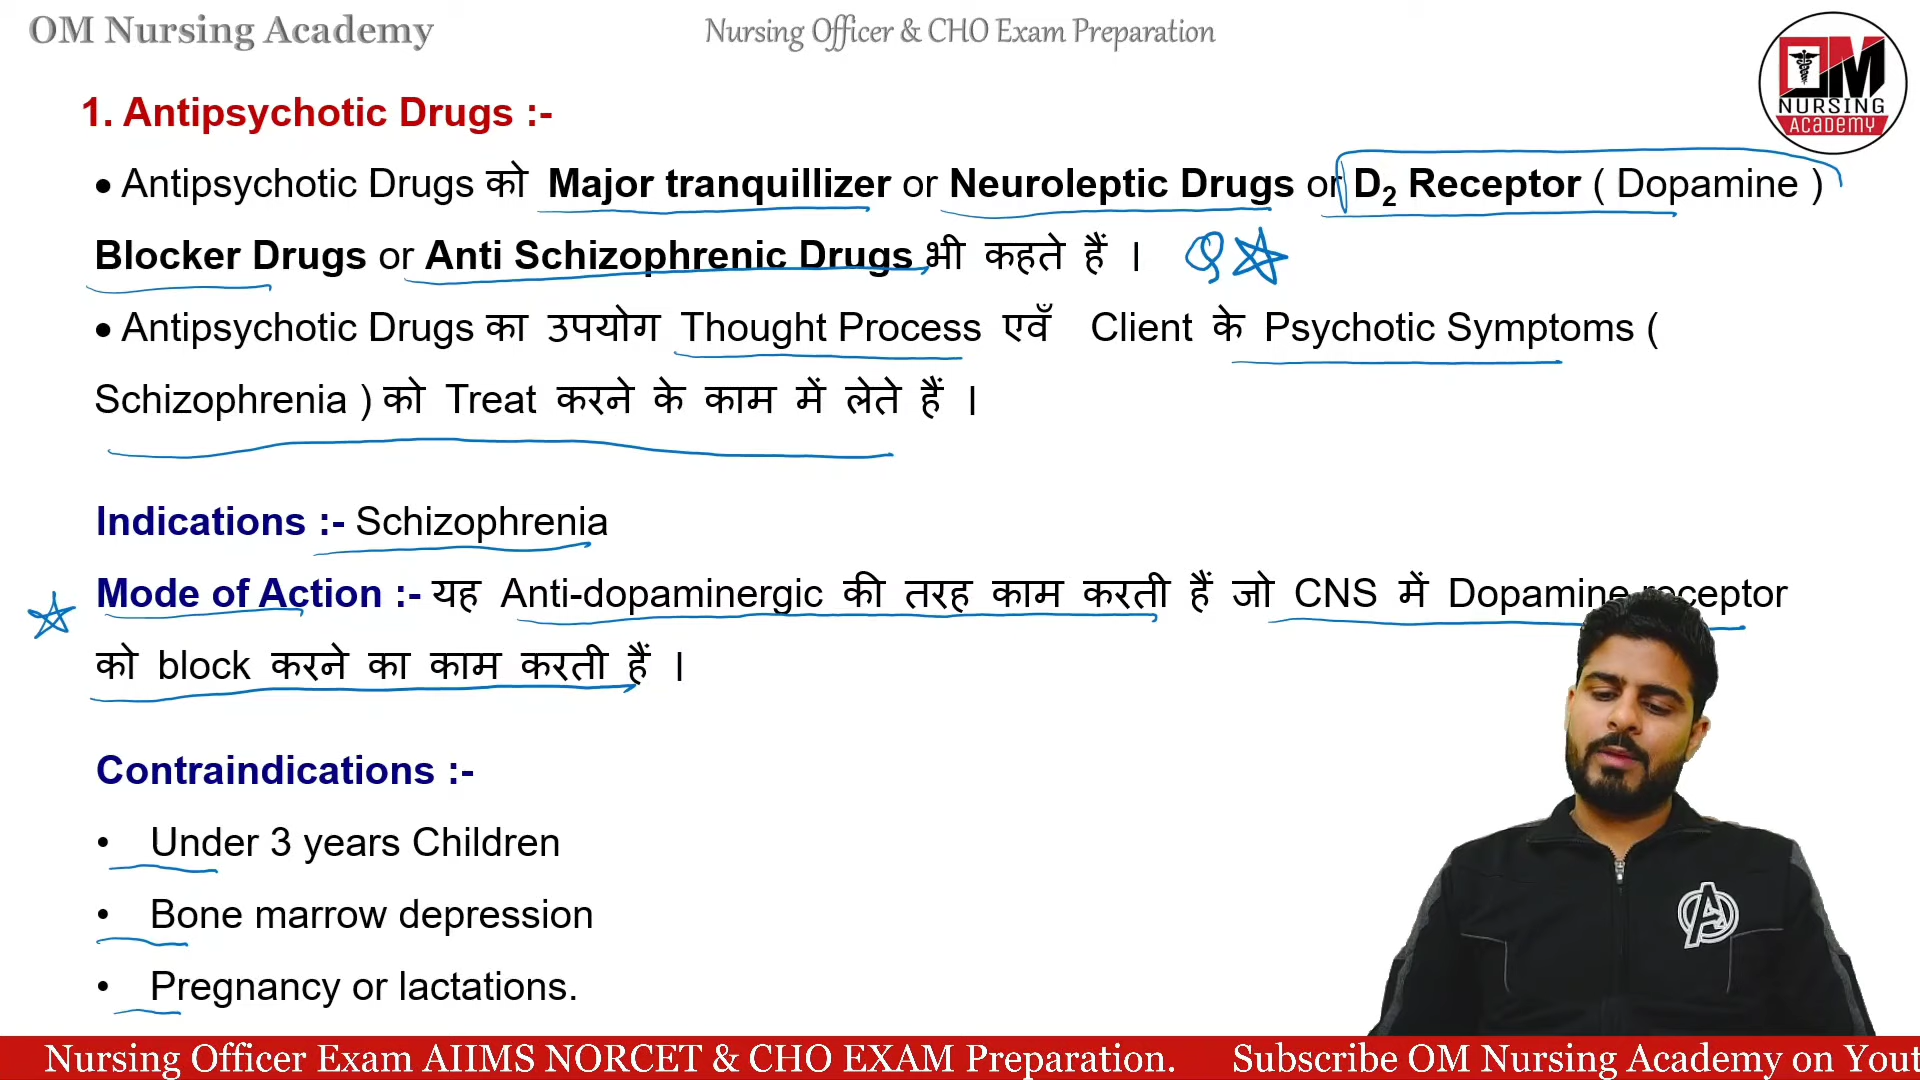 OM Nursing Academy
Nursing Officer & CHO Exam Preparation
OM
NURSING
ACADEMY
1. Antipsychotic Drugs :-
• Antipsychotic Drugs को Major tranquillizer or Neuroleptic Drugs or D₂ Receptor ( Dopamine )
Blocker Drugs or Anti Schizophrenic Drugs भी कहते हैं ।
• Antipsychotic Drugs का उपयोग Thought Process एवँ Client के Psychotic Symptoms (
Schizophrenia ) को Treat करने के काम में लेते हैं ।
Indications :- Schizophrenia
Mode of Action :- यह Anti-dopaminergic की तरह काम करती हैं जो CNS में Dopamine receptor
को block करने का काम करती हैं ।
Contraindications :-
• Under 3 years Children
• Bone marrow depression
• Pregnancy or lactations.
Nursing Officer Exam AIIMS NORCET & CHO EXAM Preparation. Subscribe OM Nursing Academy on Yout